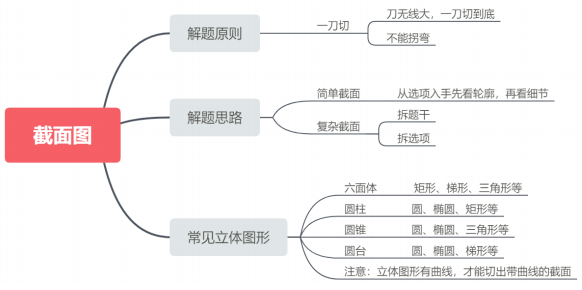 截面图
解题原则
一刀切
刀无线大，一刀切到底
不能拐弯
解题思路
简单截面 从选项入手先看轮廓，再看细节
复杂截面
拆题干
拆选项
常见立体图形
六面体 矩形、梯形、三角形等
圆柱 圆、椭圆、矩形等
圆锥 圆、椭圆、三角形等
圆台 圆、椭圆、梯形等
注意：立体图形有曲线，才能切出带曲线的截面